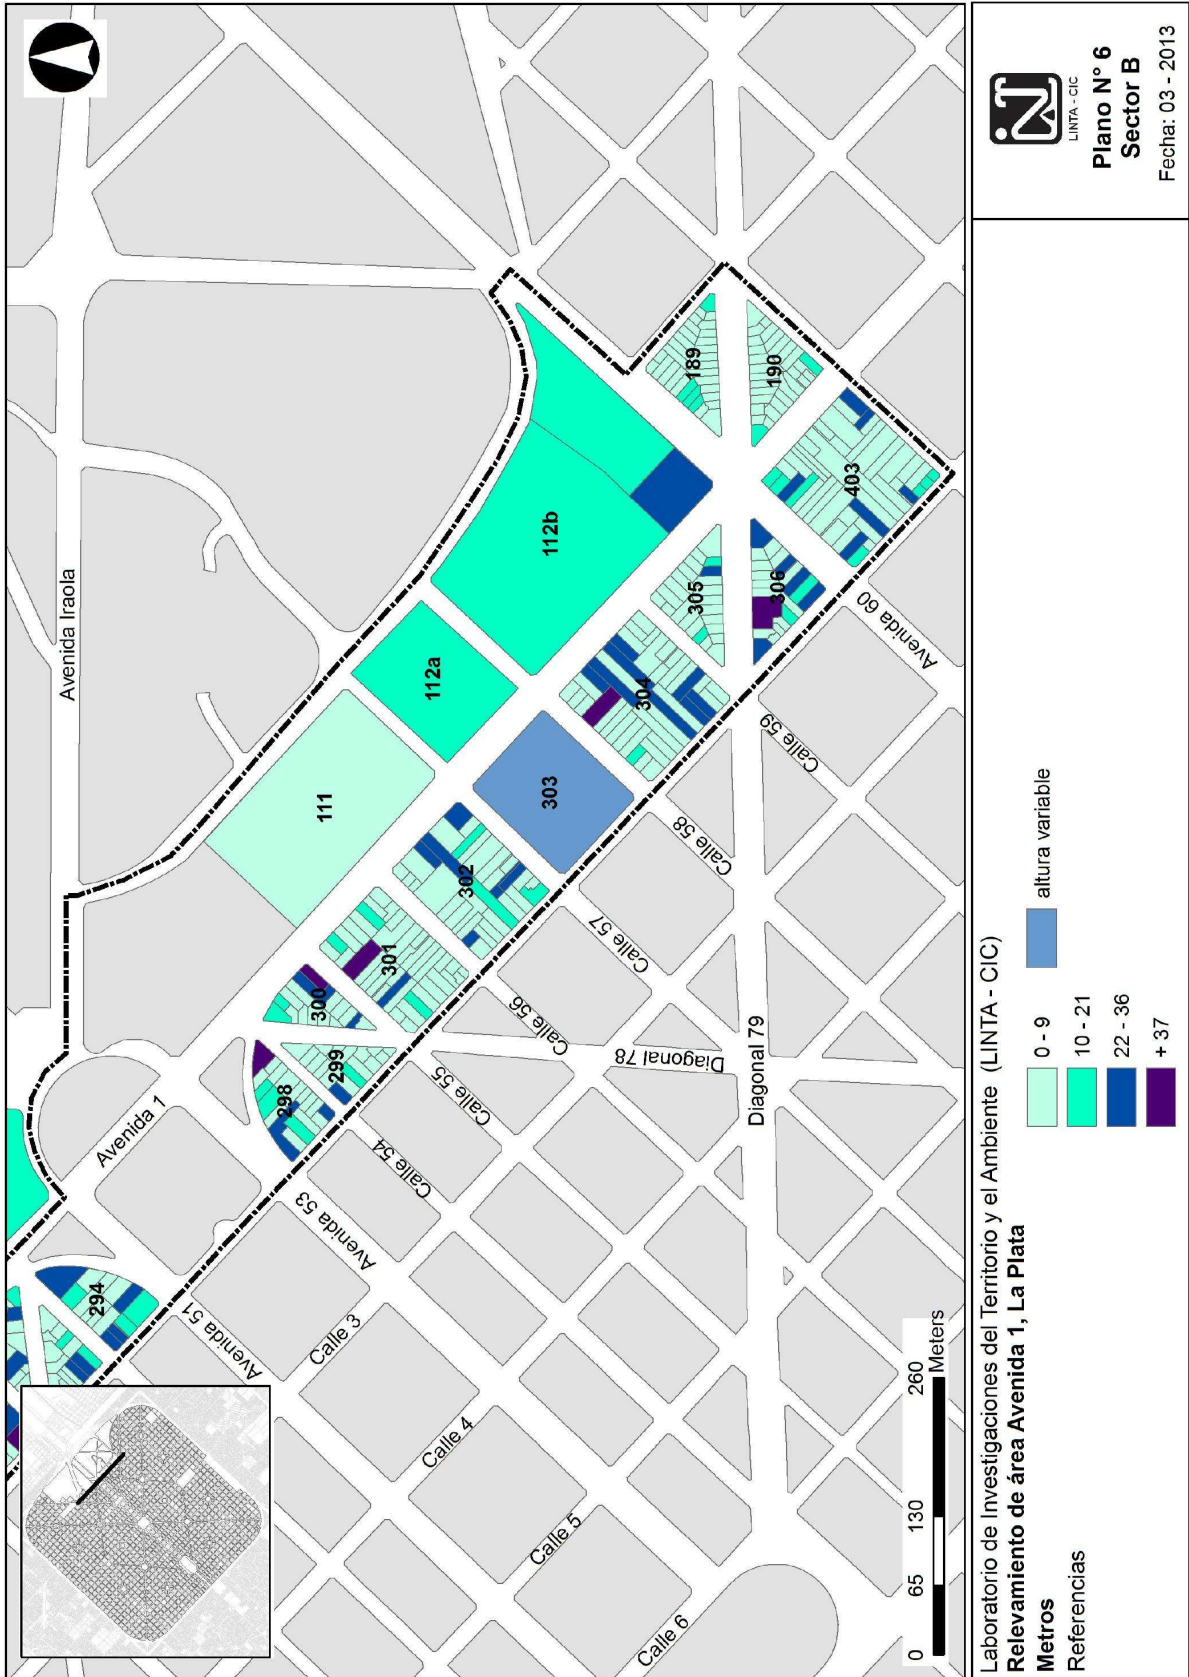 Avenida Iraola
111
112a
112b
189
190
403
305
306
304
303
302
301
300
299
298
294
Avenida 1
Avenida 60
Calle 59
Calle 58
Calle 57
Calle 56
Calle 55
Calle 54
Avenida 53
Avenida 51
Diagonal 78
Diagonal 79
Calle 3
Calle 4
Calle 5
Calle 6
0 65 130 260
Meters
Laboratorio de Investigaciones del Territorio y el Ambiente (LINTA - CIC)
Relevamiento de área Avenida 1, La Plata
Metros
Referencias
0 - 9
10 - 21
22 - 36
+ 37
altura variable
LINTA - CIC
Plano N° 6
Sector B
Fecha: 03 - 2013